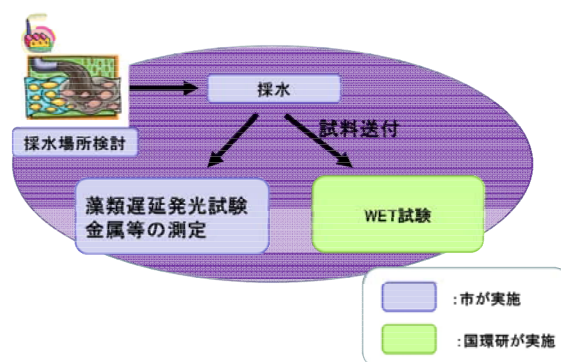 採水
採水場所検討
試料送付
藻類遅延発光試験
金属等の測定
WET試験
:市が実施
:国環研が実施